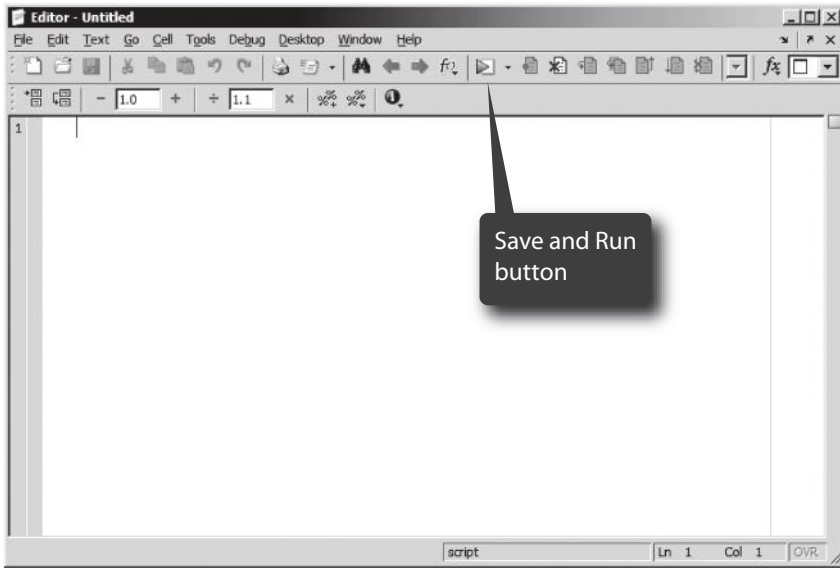 Editor - Untitled
File Edit Text Go Cell Tools Debug Desktop Window Help
fx
- 1.0 + ÷ 1.1 ×
1
Save and Run
button
script Ln 1 Col 1 OVR